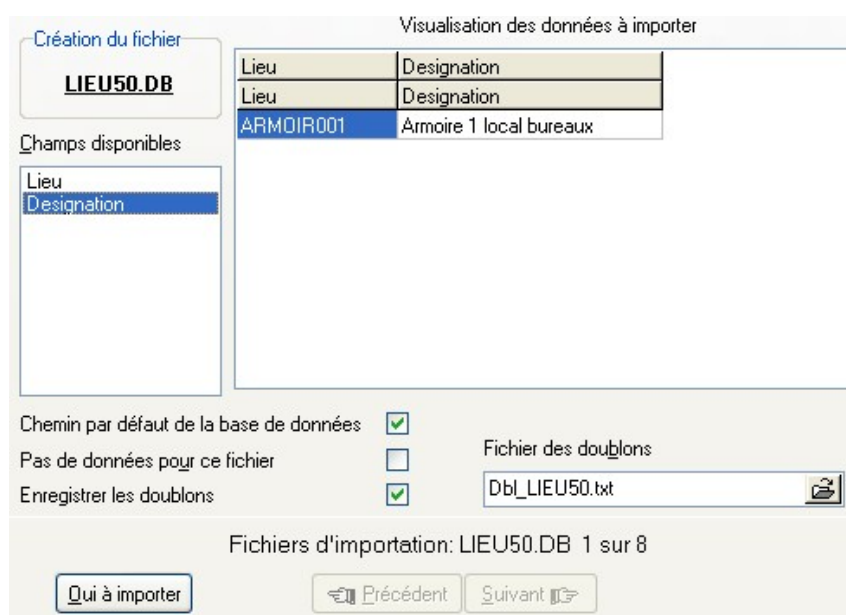 Création du fichier
LIEU50.DB
Champs disponibles
Lieu
Designation
Visualisation des données à importer
Lieu Designation
Lieu Designation
ARMOIR001 Armoire 1 local bureaux
Chemin par défaut de la base de données
Pas de données pour ce fichier
Enregistrer les doublons
Fichier des doublons
Dbl_LIEU50.txt
Fichiers d'importation: LIEU50.DB 1 sur 8
Oui à importer
Précédent
Suivant